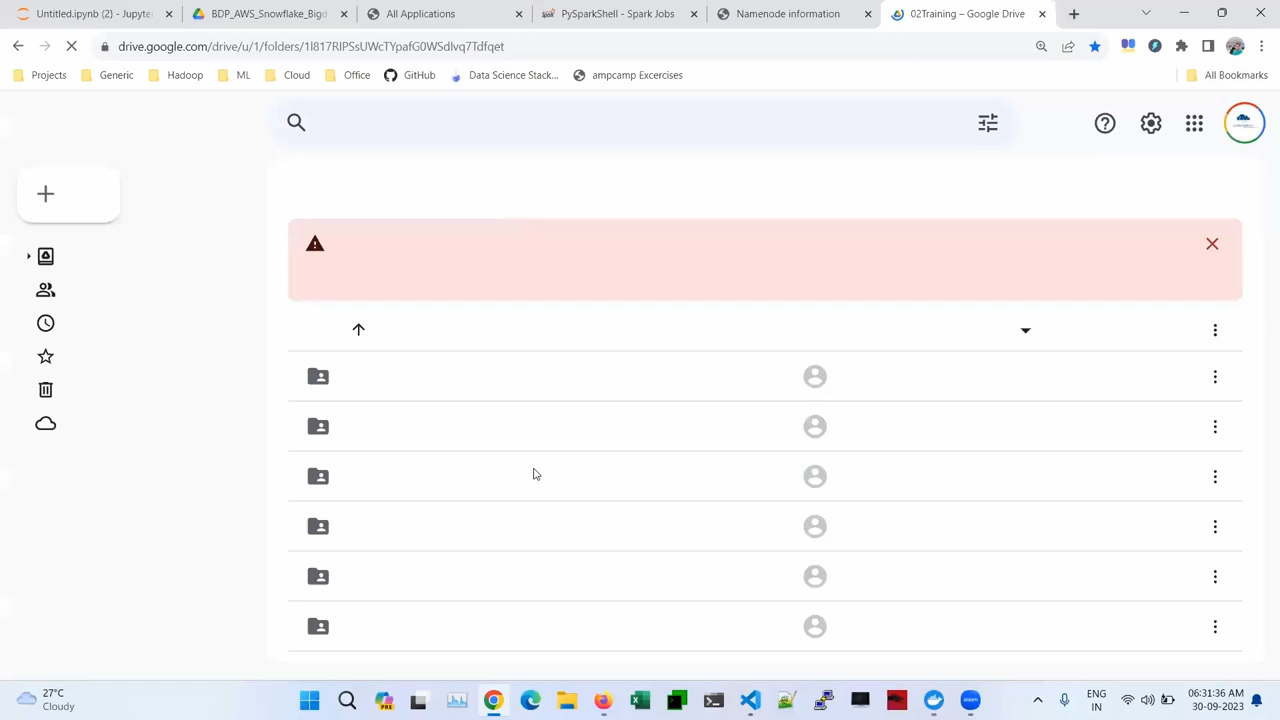 Untitled.ipynb (2) - Jupyte
BDP_AWS_Snowflake_Bigd
All Applications
PySparkShell - Spark Jobs
Namenode information
02Training – Google Drive
drive.google.com/drive/u/1/folders/
Projects
Generic
Hadoop
ML
Cloud
Office
GitHub
Data Science Stack...
ampcamp Excercises
All Bookmarks
27°C
Cloudy
ENG
IN
06:31:36 AM
30-09-2023